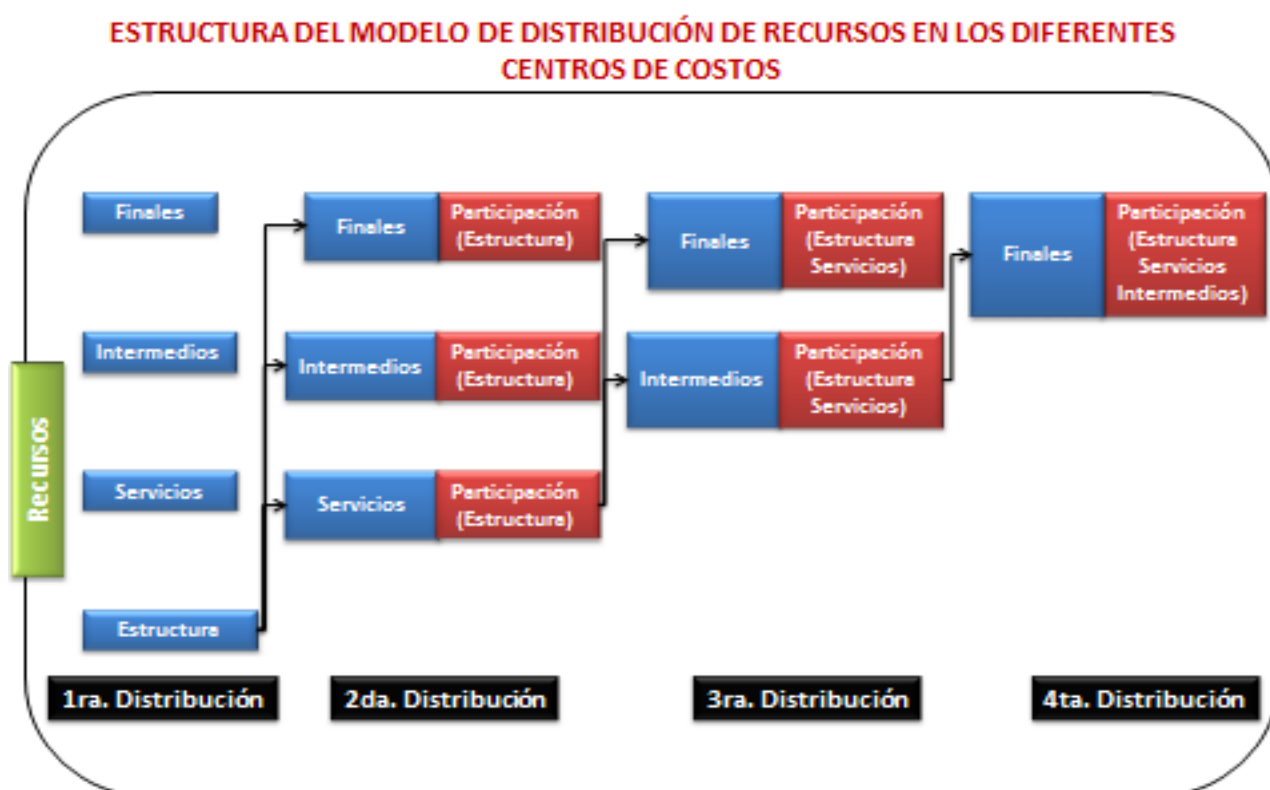 ESTRUCTURA DEL MODELO DE DISTRIBUCIÓN DE RECURSOS EN LOS DIFERENTES
CENTROS DE COSTOS
Recursos
Finales
Intermedios
Servicios
Estructura
1ra. Distribución
Finales
Participación
(Estructura)
Intermedios
Participación
(Estructura)
Servicios
Participación
(Estructura)
2da. Distribución
Finales
Participación
(Estructura
Servicios)
Intermedios
Participación
(Estructura
Servicios)
3ra. Distribución
Finales
Participación
(Estructura
Servicios
Intermedios)
4ta. Distribución